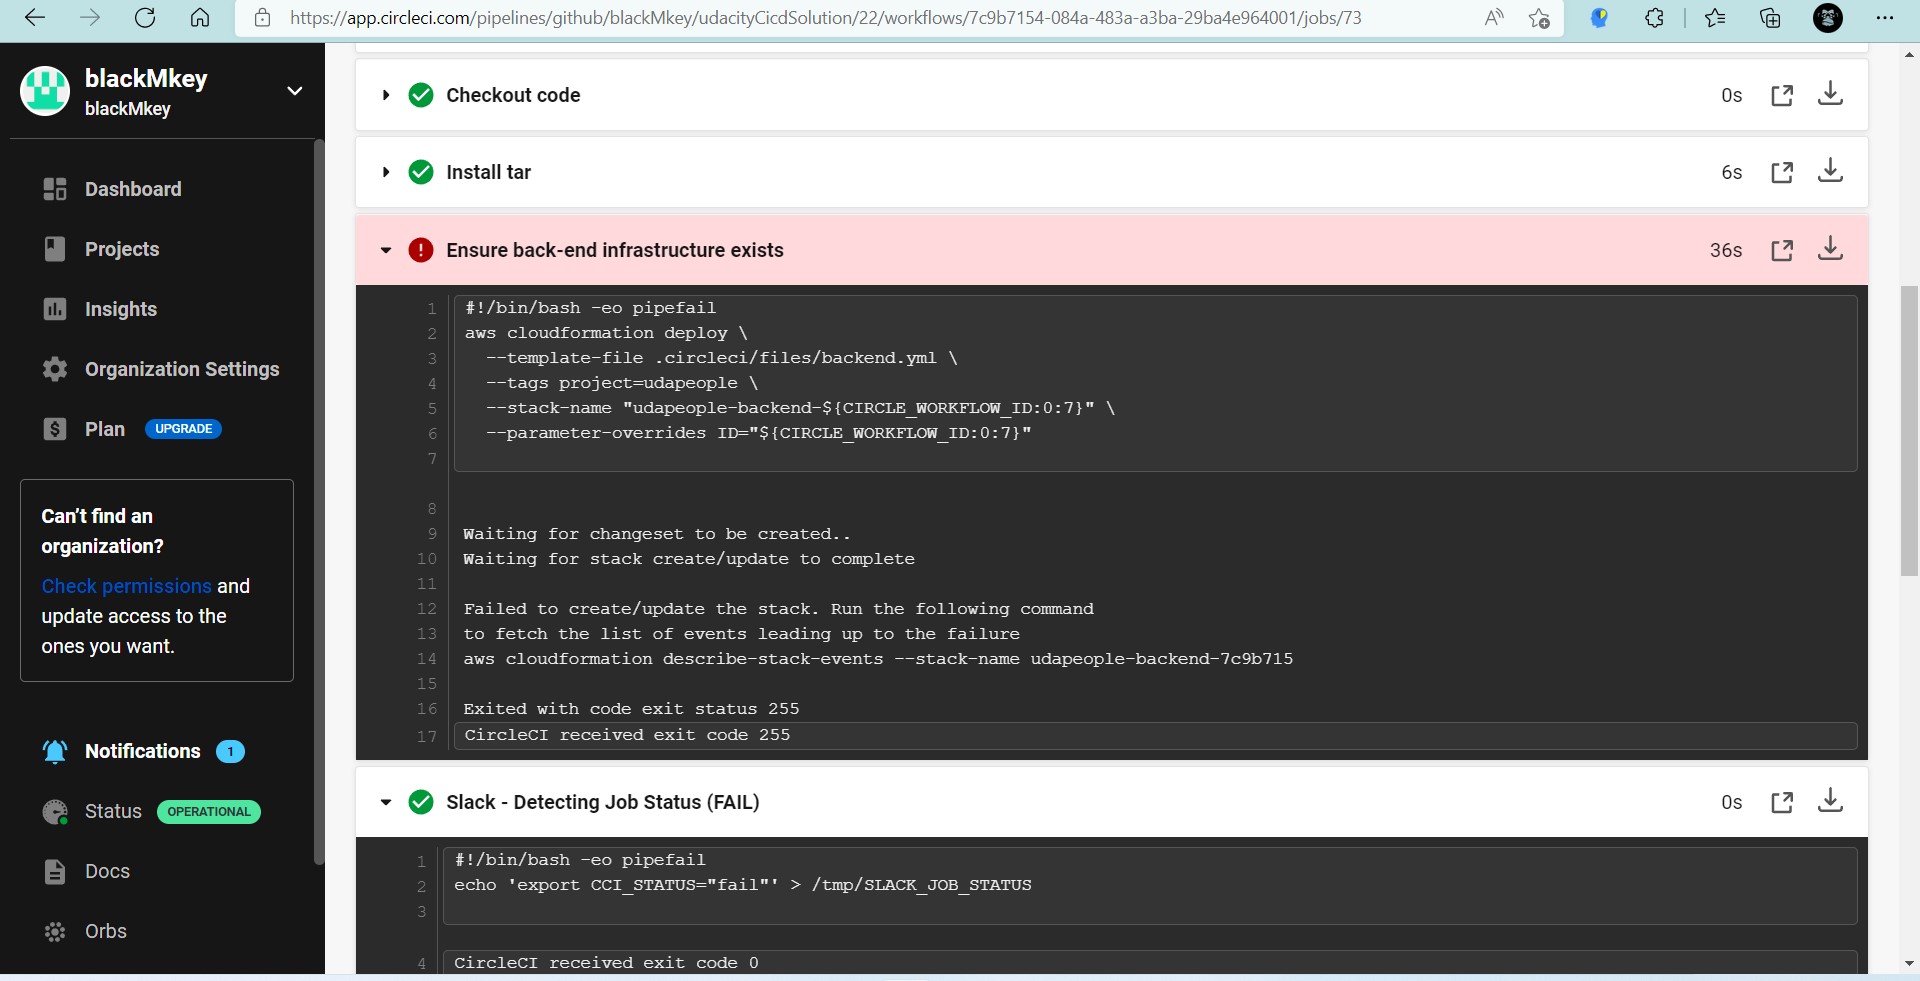 https://app.circleci.com/pipelines/github/blackMkey/udacityCicdSolution/22/workflows/7c9b7154-084a-483a-a3ba-29ba4e964001/jobs/73
blackMkey
blackMkey
Dashboard
Projects
Insights
Organization Settings
Plan UPGRADE
Can't find an
organization?
Check permissions and
update access to the
ones you want.
Notifications 1
Status OPERATIONAL
Docs
Orbs
Checkout code 0s
Install tar 6s
Ensure back-end infrastructure exists 36s
1 #!/bin/bash -eo pipefail
2 aws cloudformation deploy \
3 --template-file .circleci/files/backend.yml \
4 --tags project=udapeople \
5 --stack-name "udapeople-backend-${CIRCLE_WORKFLOW_ID:0:7}" \
6 --parameter-overrides ID="${CIRCLE_WORKFLOW_ID:0:7}"
7
8
9 Waiting for changeset to be created..
10 Waiting for stack create/update to complete
11
12 Failed to create/update the stack. Run the following command
13 to fetch the list of events leading up to the failure
14 aws cloudformation describe-stack-events --stack-name udapeople-backend-7c9b715
15
16 Exited with code exit status 255
17 CircleCI received exit code 255
Slack - Detecting Job Status (FAIL) 0s
1 #!/bin/bash -eo pipefail
2 echo 'export CCI_STATUS="fail"' > /tmp/SLACK_JOB_STATUS
3
4 CircleCI received exit code 0